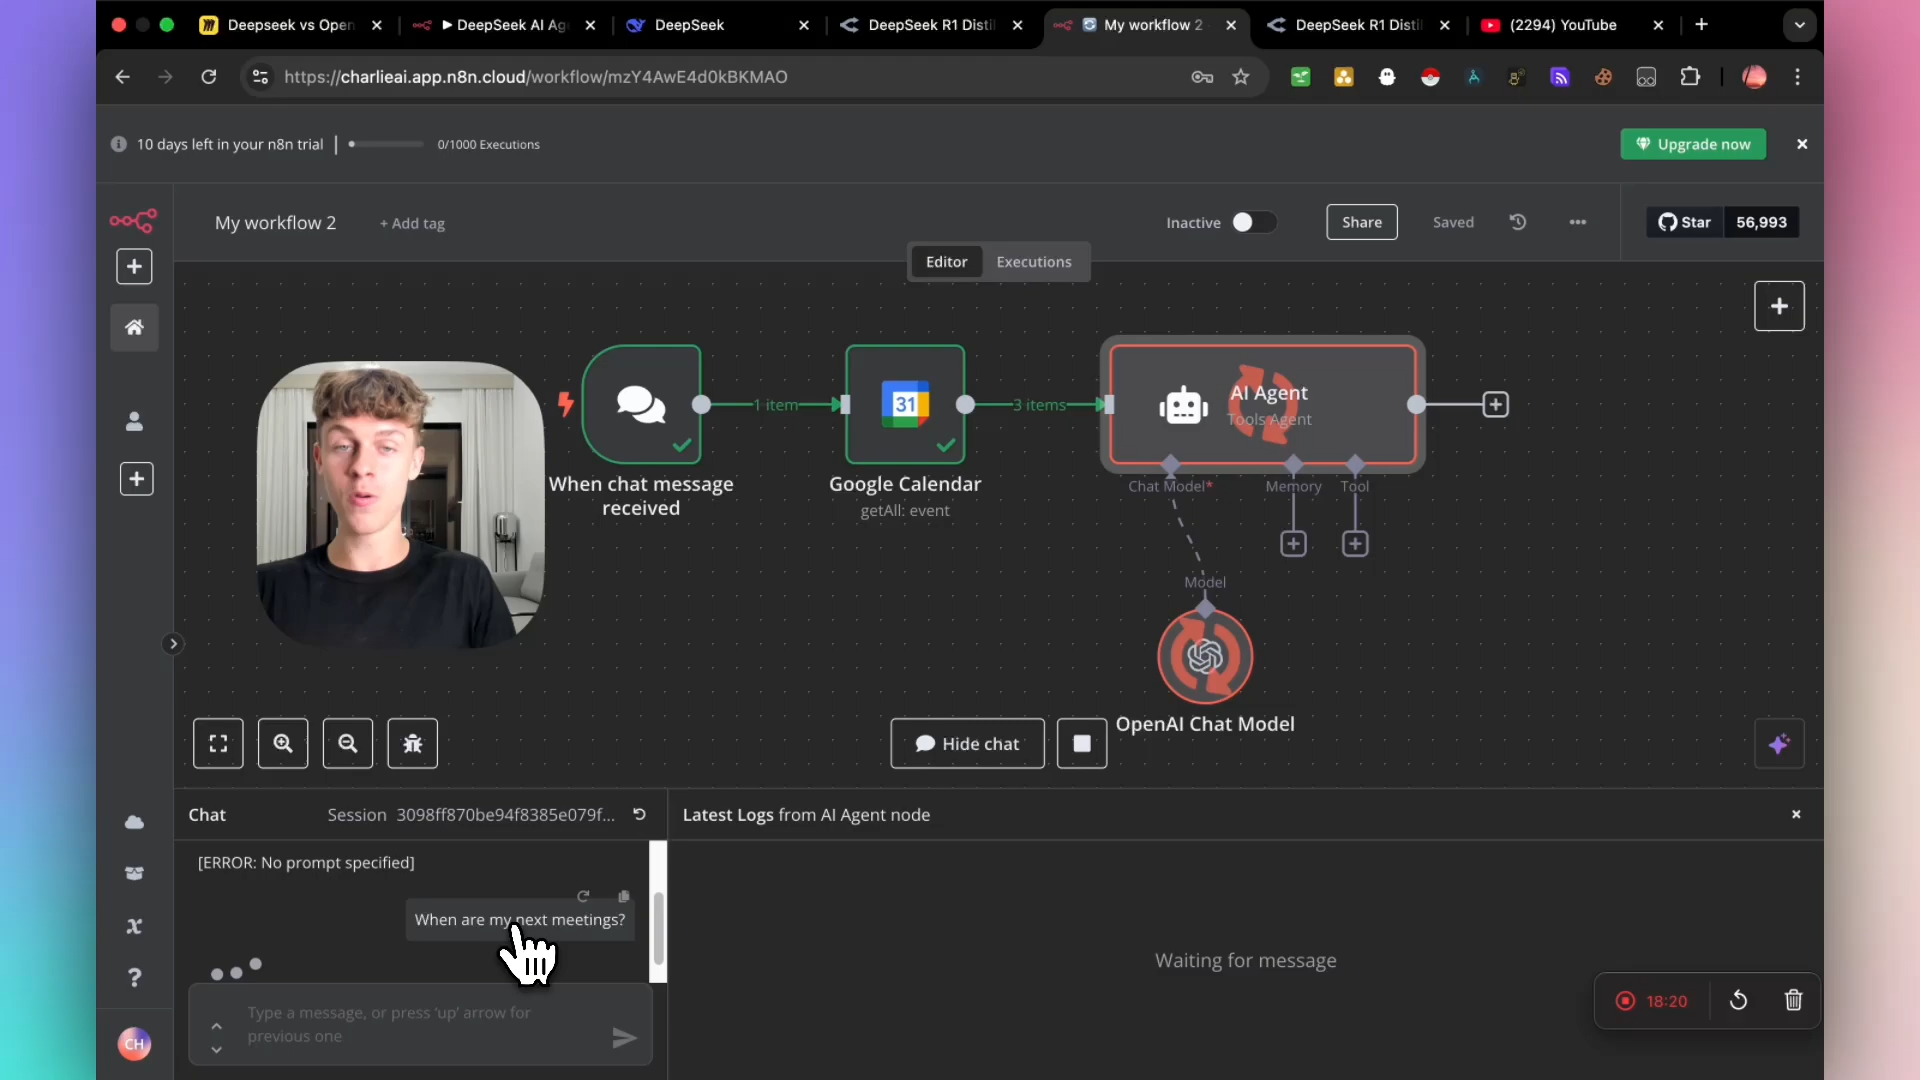 Deepseek vs Open
▶ DeepSeek AI Ag
DeepSeek
DeepSeek R1 Disti
My workflow 2
DeepSeek R1 Disti
(2294) YouTube
https://charlieai.app.n8n.cloud/workflow/mzY4AwE4d0kBKMAO
10 days left in your n8n trial
0/1000 Executions
Upgrade now
My workflow 2
+ Add tag
Inactive
Share
Saved
Star
56,993
Editor
Executions
1 item
31
3 items
AI Agent
Tools Agent
When chat message
received
Google Calendar
getAll: event
Chat Model*
Memory
Tool
Model
OpenAI Chat Model
Hide chat
Chat
Session 3098ff870be94f8385e079f...
Latest Logs from AI Agent node
[ERROR: No prompt specified]
When are my next meetings?
Waiting for message
Type a message, or press 'up' arrow for
previous one
18:20
CH